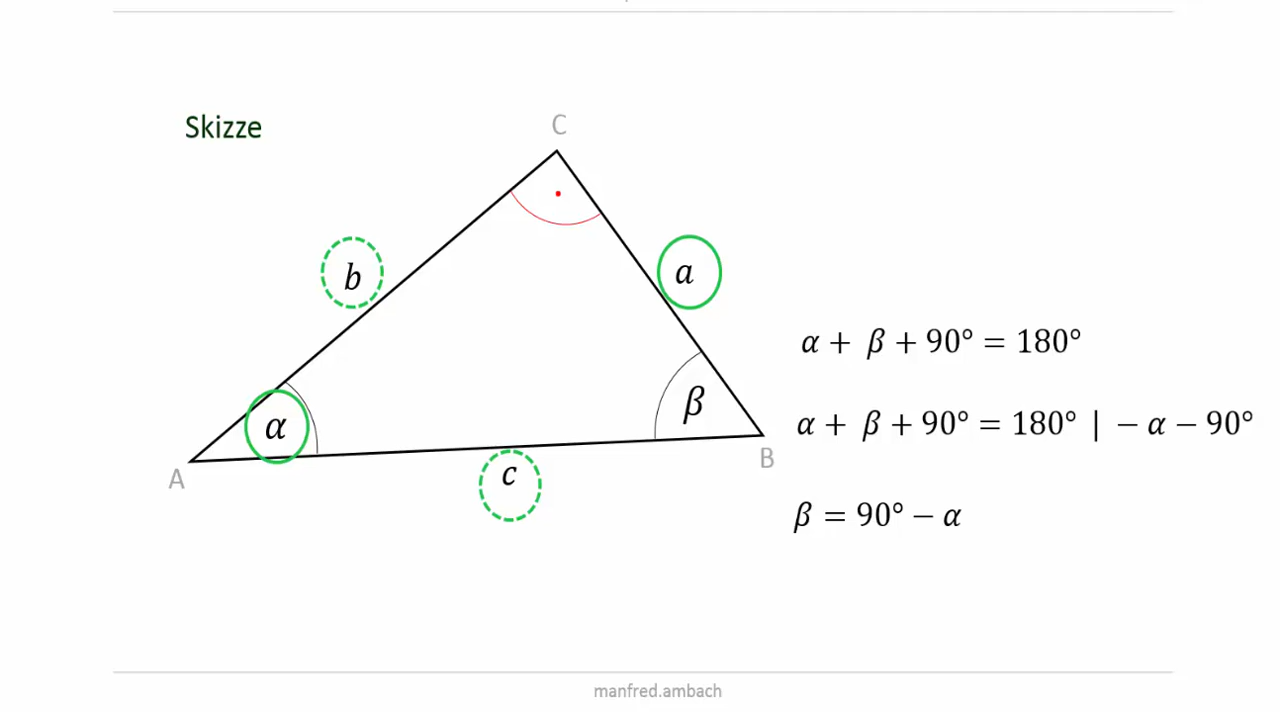 Skizze
C
b
a
α + β + 90° = 180°
α
β
α + β + 90° = 180° | − α − 90°
A
c
B
β = 90° − α
manfred.ambach